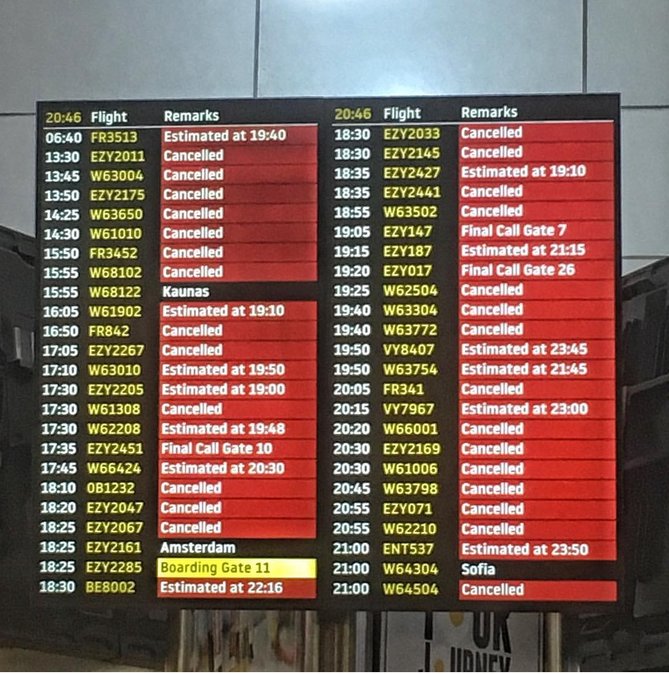 20:46 Flight Remarks
06:40 FR3513 Estimated at 19:40
13:30 EZY2011 Cancelled
13:45 W63004 Cancelled
13:50 EZY2175 Cancelled
14:25 W63650 Cancelled
14:30 W61010 Cancelled
15:50 FR3452 Cancelled
15:55 W68102 Cancelled
15:55 W68122 Kaunas
16:05 W61902 Estimated at 19:10
16:50 FR842 Cancelled
17:05 EZY2267 Cancelled
17:10 W63010 Estimated at 19:50
17:30 EZY2205 Estimated at 19:00
17:30 W61308 Cancelled
17:30 W62208 Estimated at 19:48
17:35 EZY2451 Final Call Gate 10
17:45 W66424 Estimated at 20:30
18:10 0B1232 Cancelled
18:20 EZY2047 Cancelled
18:25 EZY2067 Cancelled
18:25 EZY2161 Amsterdam
18:25 EZY2285 Boarding Gate 11
18:30 BE8002 Estimated at 22:16
20:46 Flight Remarks
18:30 EZY2033 Cancelled
18:30 EZY2145 Cancelled
18:35 EZY2427 Estimated at 19:10
18:35 EZY2441 Cancelled
18:55 W63502 Cancelled
19:05 EZY147 Final Call Gate 7
19:15 EZY187 Estimated at 21:15
19:20 EZY017 Final Call Gate 26
19:25 W62504 Cancelled
19:40 W63304 Cancelled
19:40 W63772 Cancelled
19:50 VY8407 Estimated at 23:45
19:50 W63754 Estimated at 21:45
20:05 FR341 Cancelled
20:15 VY7967 Estimated at 23:00
20:20 W66001 Cancelled
20:30 EZY2169 Cancelled
20:30 W61006 Cancelled
20:45 W63798 Cancelled
20:55 EZY071 Cancelled
20:55 W62210 Cancelled
21:00 ENT537 Estimated at 23:50
21:00 W64304 Sofia
21:00 W64504 Cancelled